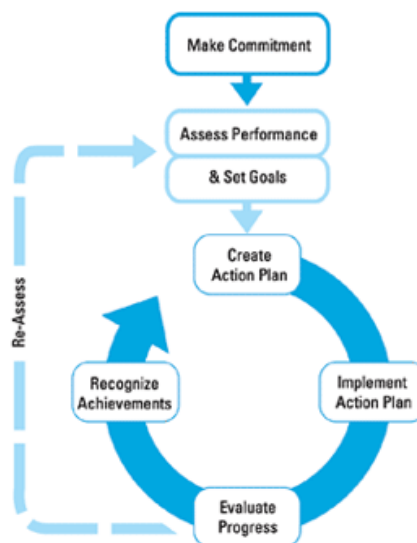 Make Commitment
Assess Performance
& Set Goals
Create
Action Plan
Re-Assess
Recognize
Achievements
Implement
Action Plan
Evaluate
Progress